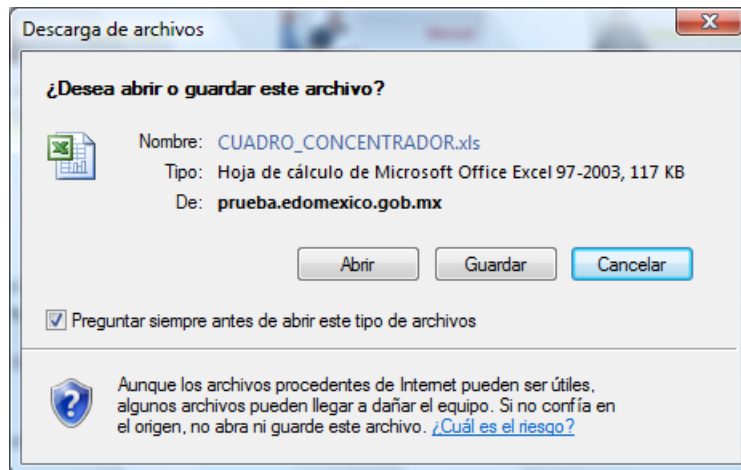 Descarga de archivos
¿Desea abrir o guardar este archivo?
Nombre: CUADRO_CONCENTRADOR.xls
Tipo: Hoja de cálculo de Microsoft Office Excel 97-2003, 117 KB
De: prueba.edomexico.gob.mx
Abrir Guardar Cancelar
Preguntar siempre antes de abrir este tipo de archivos
Aunque los archivos procedentes de Internet pueden ser útiles,
algunos archivos pueden llegar a dañar el equipo. Si no confía en
el origen, no abra ni guarde este archivo. ¿Cuál es el riesgo?